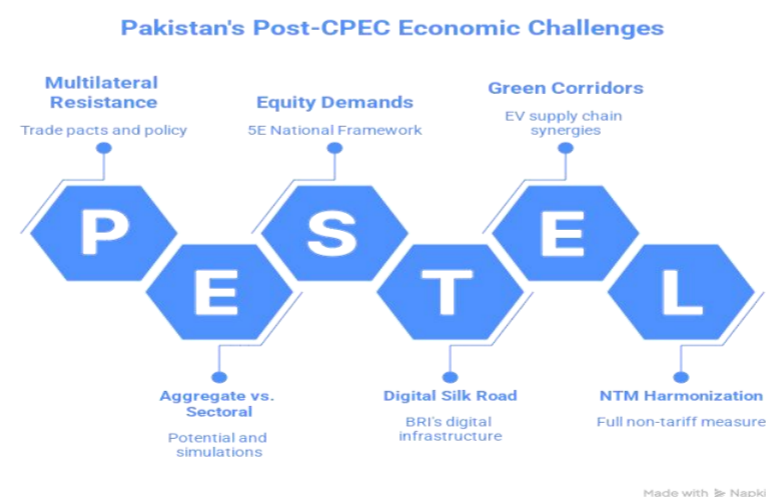 Pakistan's Post-CPEC Economic Challenges
Multilateral
Resistance
Trade pacts and policy
Equity Demands
5E National Framework
Green Corridors
EV supply chain
synergies
P
E
S
T
E
L
Aggregate vs.
Sectoral
Potential and
simulations
Digital Silk Road
BRI's digital
infrastructure
NTM Harmonization
Full non-tariff measure
Made with Napki